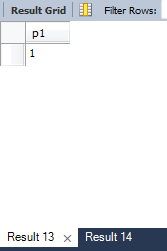 Result Grid Filter Rows:
p1
1
Result 13 × Result 14